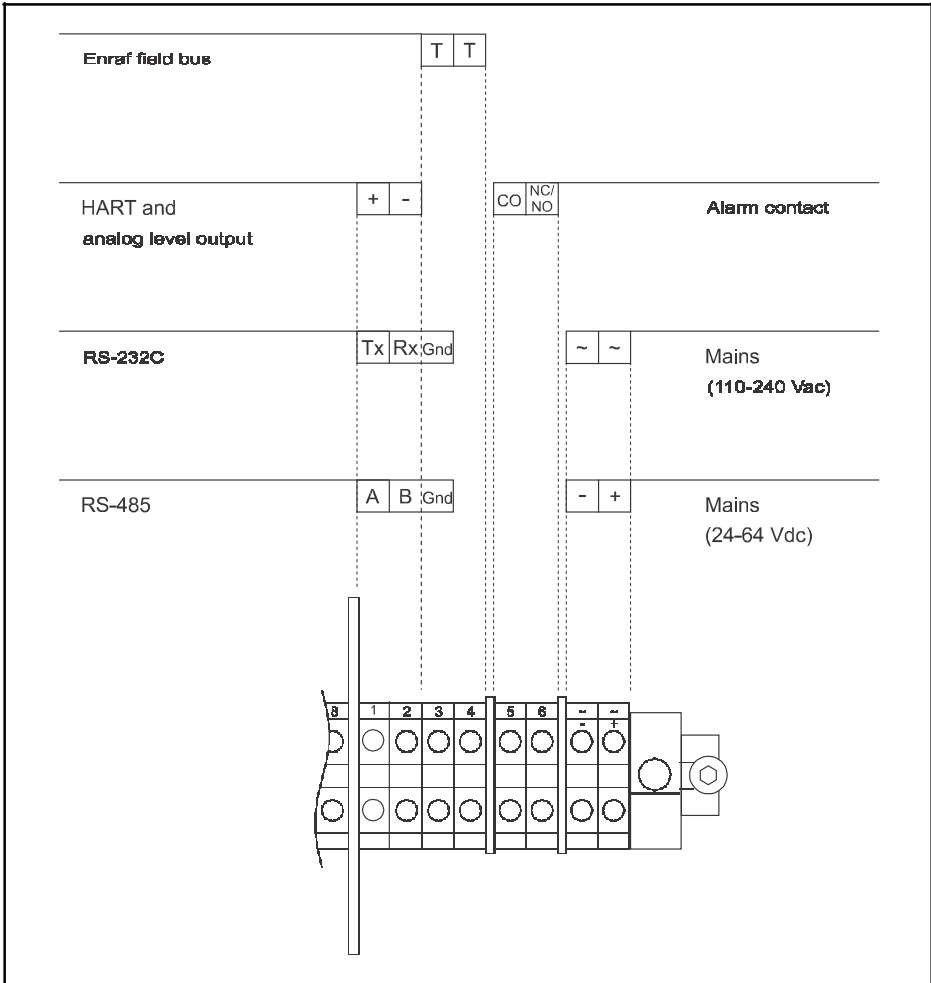 Enraf field bus
T T
HART and
analog level output
+ -
CO NC/
NO
Alarm contact
RS-232C
Tx Rx Gnd
~ ~
Mains
(110-240 Vac)
RS-485
A B Gnd
- +
Mains
(24-64 Vdc)
8 1 2 3 4 5 6 ~ ~
- +